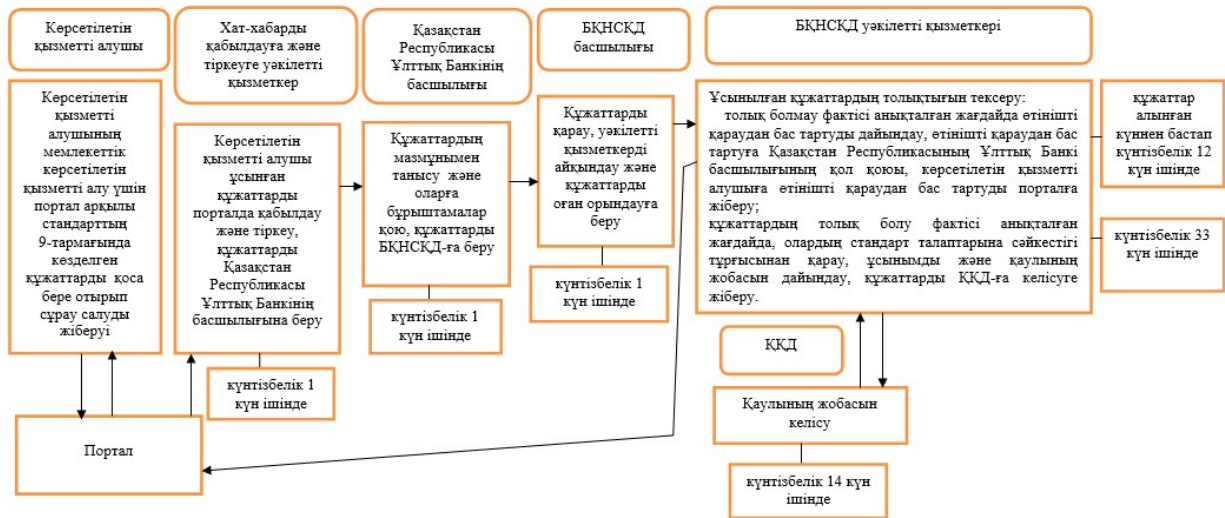 Көрсетілетін
қызметті алушы
Хат-хабарды
қабылдауға және
тіркеуге уәкілетті
қызметкер
Қазақстан
Республикасы
Ұлттық Банкінің
басшылығы
БҚНСҚД
басшылығы
БҚНСҚД уәкілетті қызметкері
Көрсетілетін
қызметті
алушының
мемлекеттік
көрсетілетін
қызметті алу үшін
портал арқылы
стандарттың
9-тармағында
көзделген
құжаттарды қоса
бере отырып
сұрау салуды
жіберуі
Көрсетілетін
қызметті алушы
ұсынған
құжаттарды
порталда қабылдау
және тіркеу,
құжаттарды
Қазақстан
Республикасы
Ұлттық Банкінің
басшылығына беру
Құжаттардың
мазмұнымен
танысу және
оларға
бұрыштамалар
қою, құжаттарды
БҚНСҚД-ға беру
Құжаттарды
қарау, уәкілетті
қызметкерді
айқындау және
құжаттарды
оған орындауға
беру
Ұсынылған құжаттардың толықтығын тексеру:
толық болмау фактісі анықталған жағдайда өтінішті
қараудан бас тартуды дайындау, өтінішті қараудан бас
тартуға Қазақстан Республикасының Ұлттық Банкі
басшылығының қол қоюы, көрсетілетін қызметті
алушыға өтінішті қараудан бас тартуды порталға
жіберу;
құжаттардың толық болу фактісі анықталған
жағдайда, олардың стандарт талаптарына сәйкестігі
тұрғысынан қарау, ұсынымды және қаулының
жобасын дайындау, құжаттарды ҚҚД-ға келісуге
жіберу.
құжаттар
алынған
күннен бастап
күнтізбелік 12
күн ішінде
күнтізбелік 33
күн ішінде
күнтізбелік 1
күн ішінде
күнтізбелік 1
күн ішінде
күнтізбелік 1
күн ішінде
ҚҚД
Қаулының жобасын
келісу
күнтізбелік 14 күн
ішінде
Портал